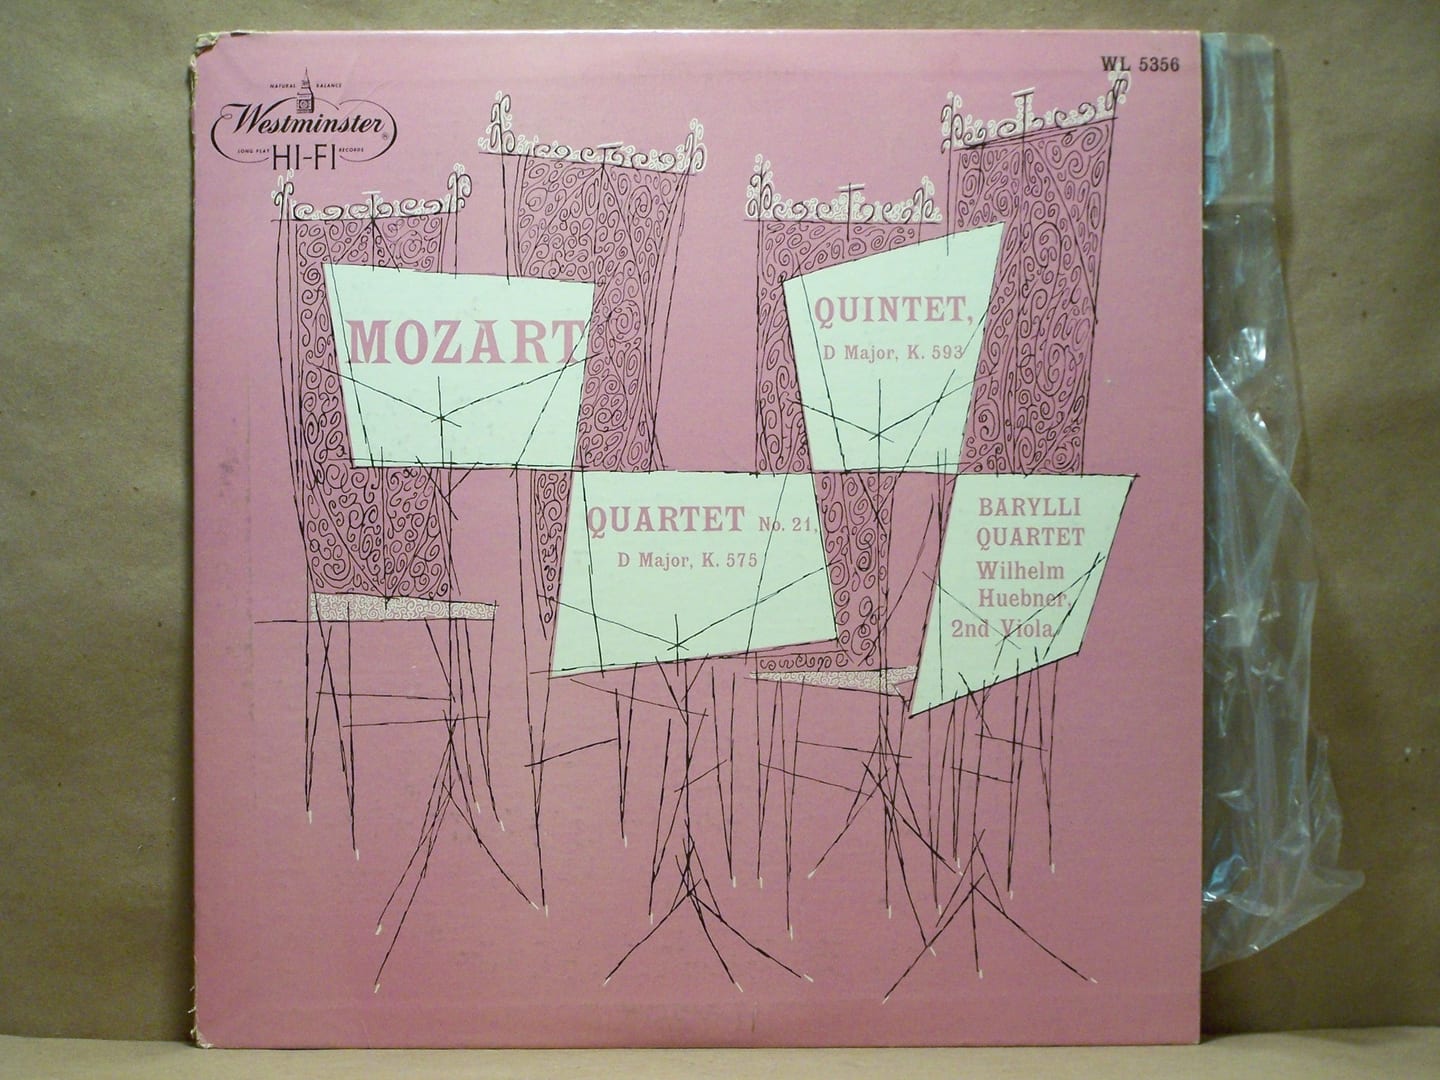 WL 5356
NATURAL BALANCE
Westminster
LONG PLAY RECORDS
HI-FI
MOZART
QUINTET,
D Major, K. 593
QUARTET No. 21,
D Major, K. 575
BARYLLI
QUARTET
Wilhelm
Huebner,
2nd Viola